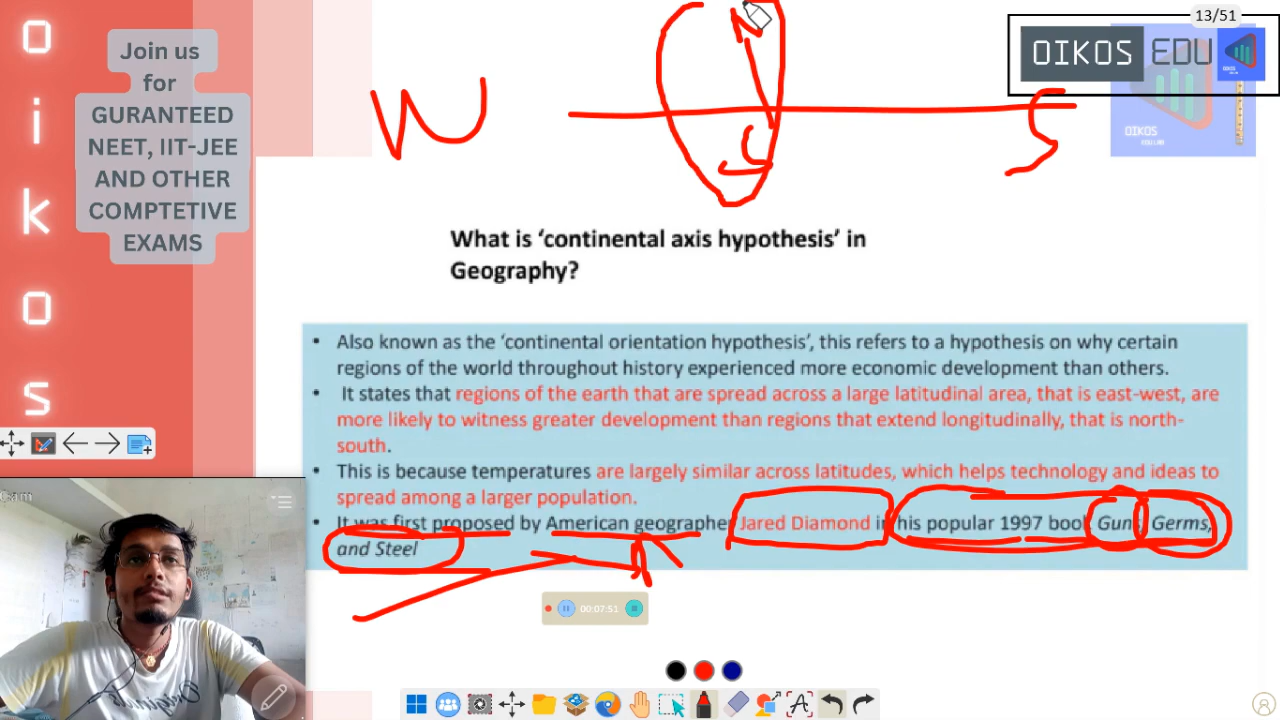 o
i
k
o
s
Join us
for
GURANTEED
NEET, IIT-JEE
AND OTHER
COMPTETIVE
EXAMS
13/51
OIKOS EDU
OIKOS
W
N
S
S
What is ‘continental axis hypothesis’ in
Geography?
• Also known as the ‘continental orientation hypothesis’, this refers to a hypothesis on why certain
regions of the world throughout history experienced more economic development than others.
• It states that regions of the earth that are spread across a large latitudinal area, that is east-west, are
more likely to witness greater development than regions that extend longitudinally, that is north-
south.
• This is because temperatures are largely similar across latitudes, which helps technology and ideas to
spread among a larger population.
• It was first proposed by American geographer Jared Diamond in his popular 1997 book Guns, Germs,
and Steel
00:07:51